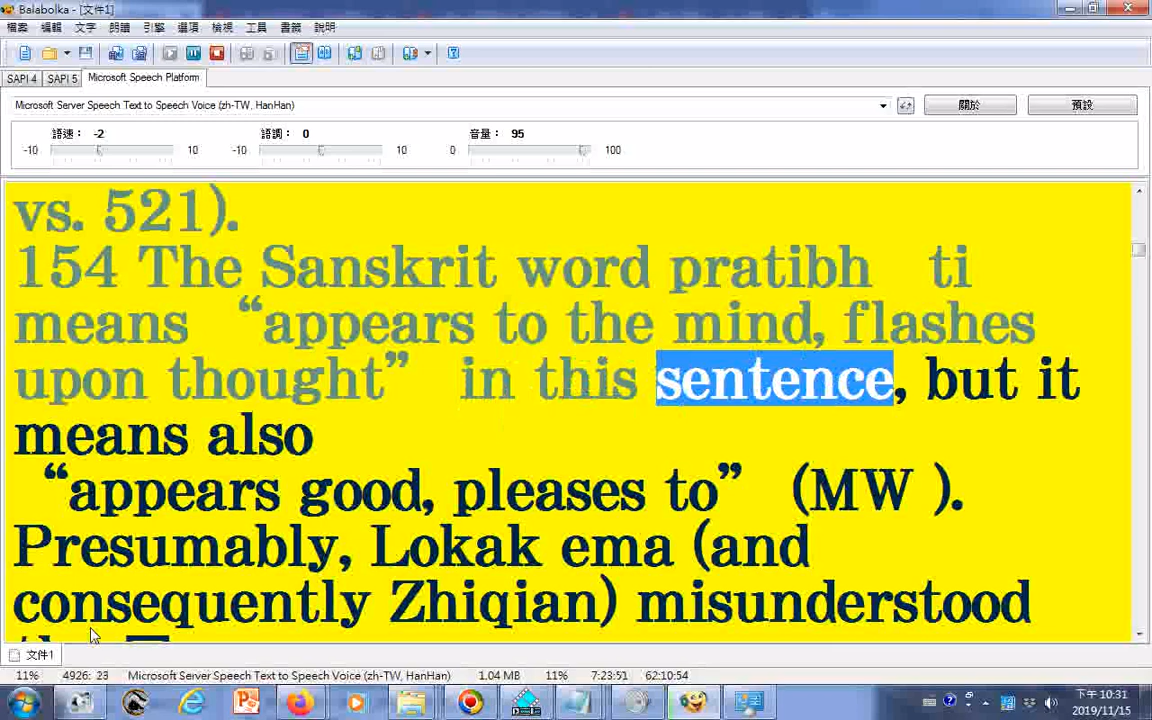 Balabolka - [文件1]
檔案 編輯 文字 朗讀 引擎 選項 檢視 工具 書籤 說明
SAPI 4 SAPI 5 Microsoft Speech Platform
Microsoft Server Speech Text to Speech Voice (zh-TW, HanHan) 關於 預設
語速： -2 語調： 0 音量： 95
-10 10 -10 10 0 100
vs. 521).
154 The Sanskrit word pratibh ti
means “appears to the mind, flashes
upon thought” in this sentence, but it
means also
“appears good, pleases to” (MW ).
Presumably, Lokak ema (and
consequently Zhiqian) misunderstood
文件1
11% 4926: 23 Microsoft Server Speech Text to Speech Voice (zh-TW, HanHan) 1.04 MB 11% 7:23:51 62:10:54
下午 10:31
2019/11/15